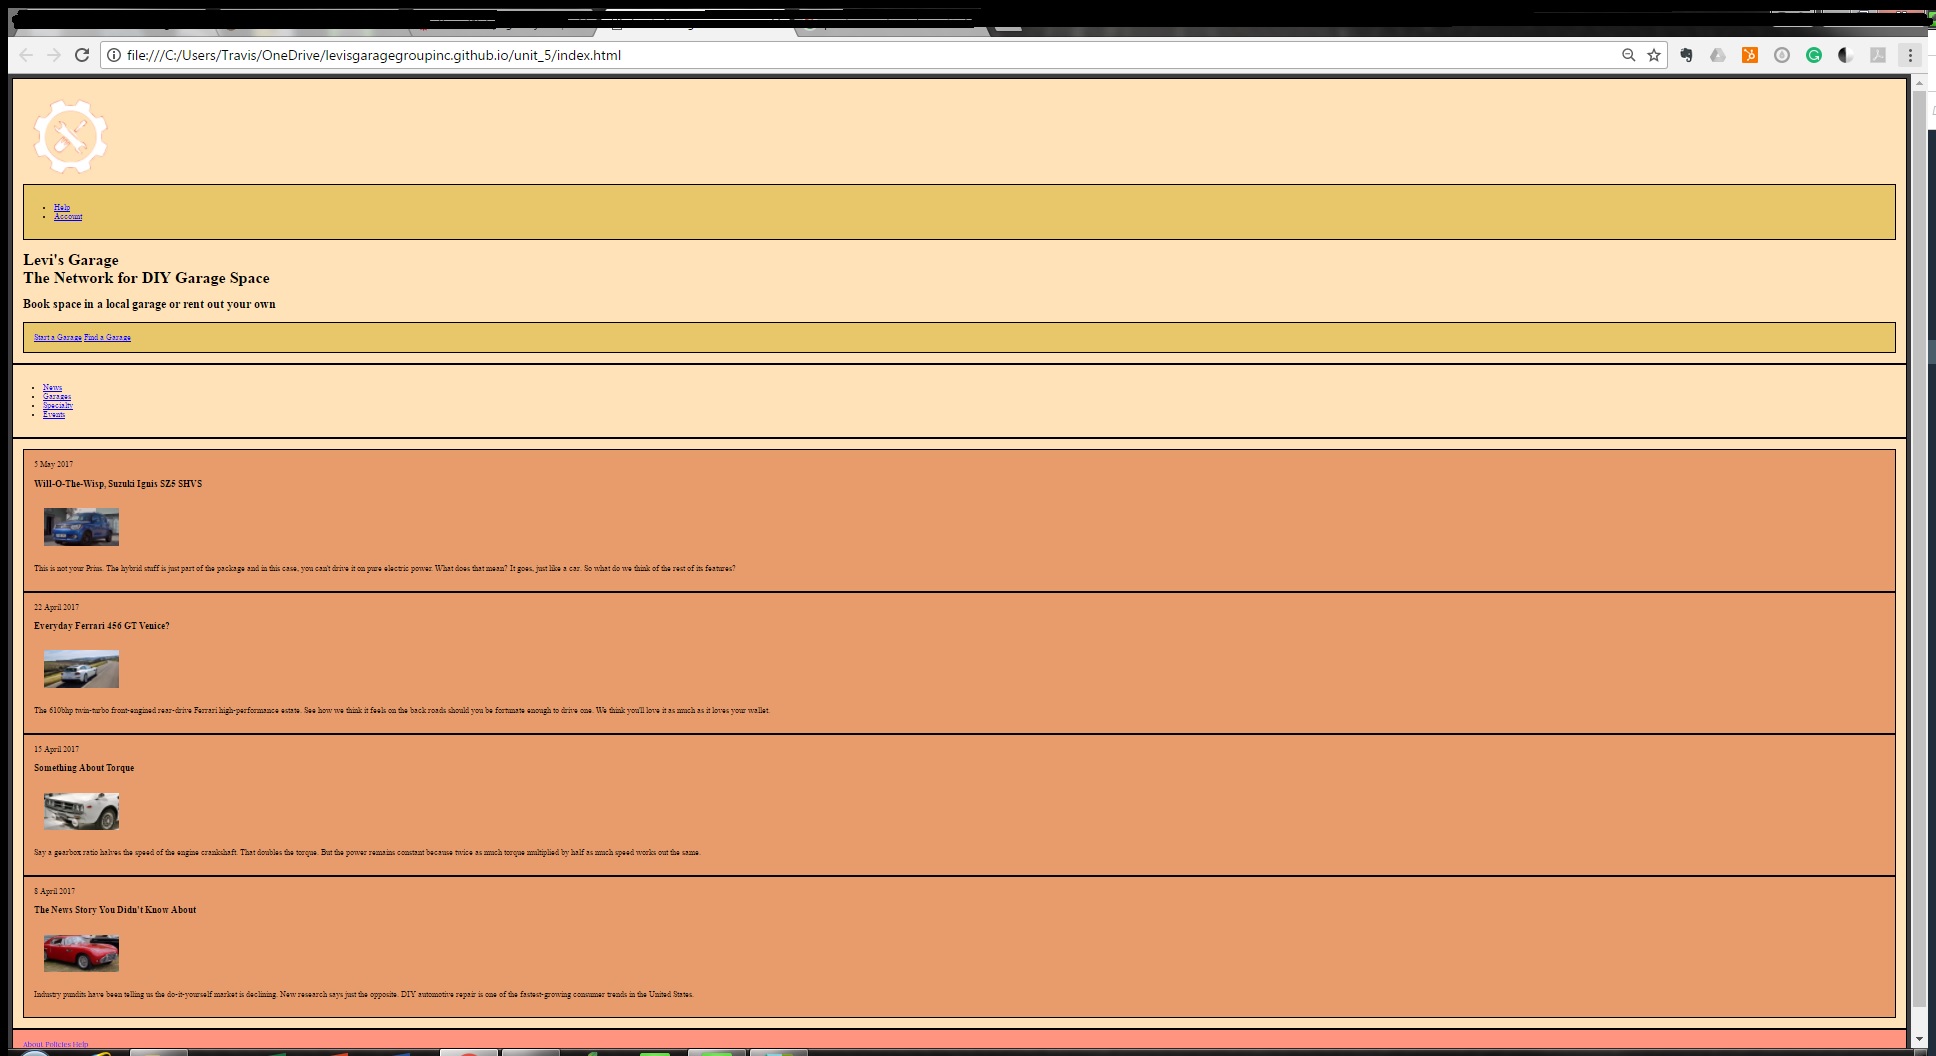 file:///C:/Users/Travis/OneDrive/levisgaragegroupinc.github.io/unit_5/index.html
Help
Account
Levi's Garage
The Network for DIY Garage Space
Book space in a local garage or rent out your own
Start a Garage Find a Garage
News
Garages
Specialty
Events
5 May 2017
Will-O-The-Wisp, Suzuki Ignis SZ5 SHVS
This is not your Prius. The hybrid stuff is just part of the package and in this case, you can't drive it on pure electric power. What does that mean? It goes, just like a car. So what do we think of the rest of its features?
22 April 2017
Everyday Ferrari 456 GT Venice?
The 610bhp twin-turbo front-engined rear-drive Ferrari high-performance estate. See how we think it feels on the back roads should you be fortunate enough to drive one. We think you'll love it as much as it loves your wallet.
15 April 2017
Something About Torque
Say a gearbox ratio halves the speed of the engine crankshaft. That doubles the torque. But the power remains constant because twice as much torque multiplied by half as much speed works out the same.
8 April 2017
The News Story You Didn't Know About
Industry pundits have been telling us the do-it-yourself market is declining. New research says just the opposite. DIY automotive repair is one of the fastest-growing consumer trends in the United States.
About Policies Help